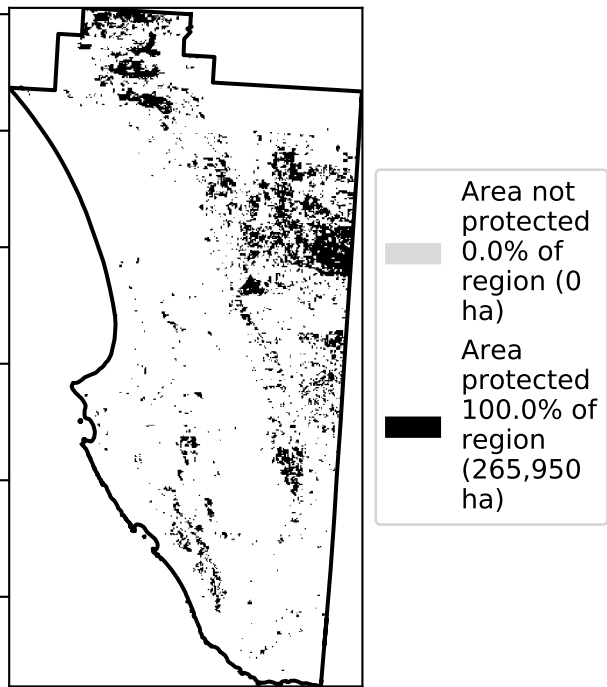 Area not
protected
0.0% of
region (0
ha)
Area
protected
100.0% of
region
(265,950
ha)